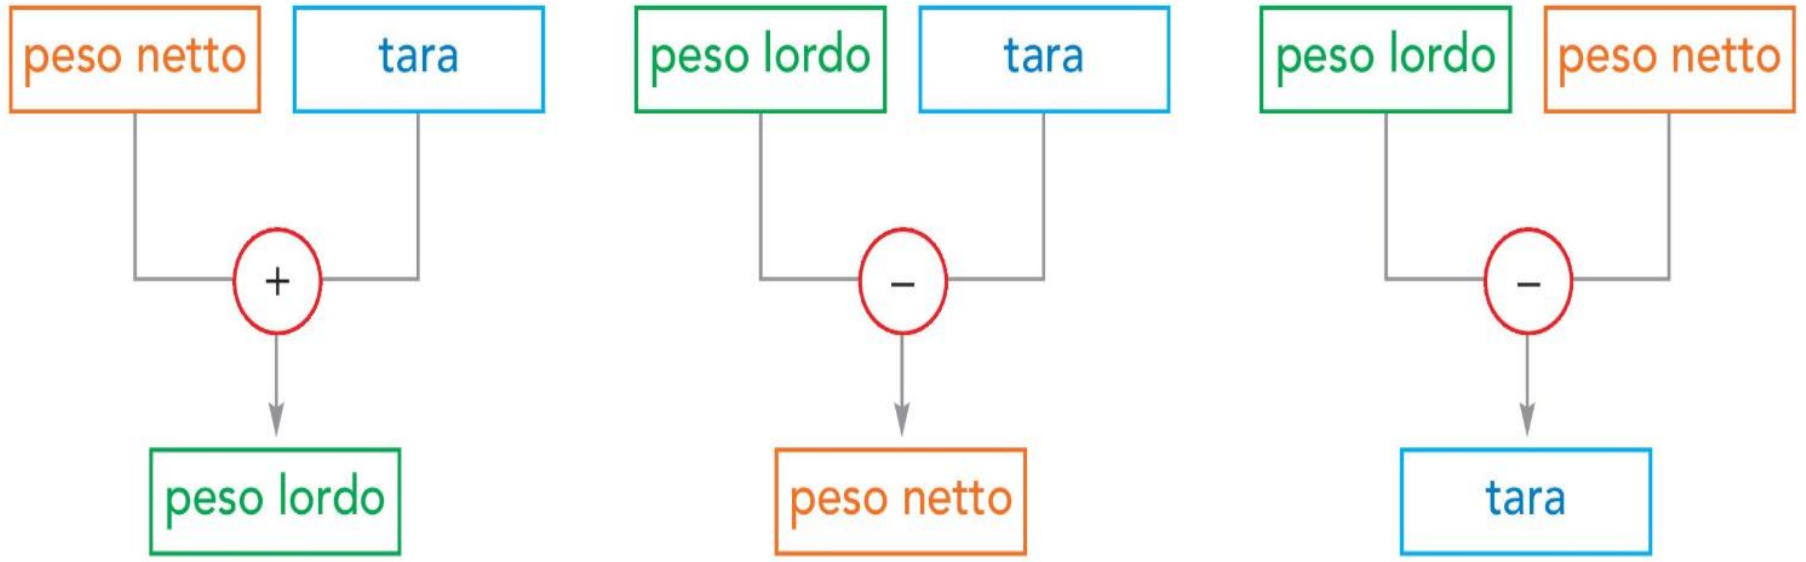 peso netto
tara
+
peso lordo
peso lordo
tara
–
peso netto
peso lordo
peso netto
–
tara